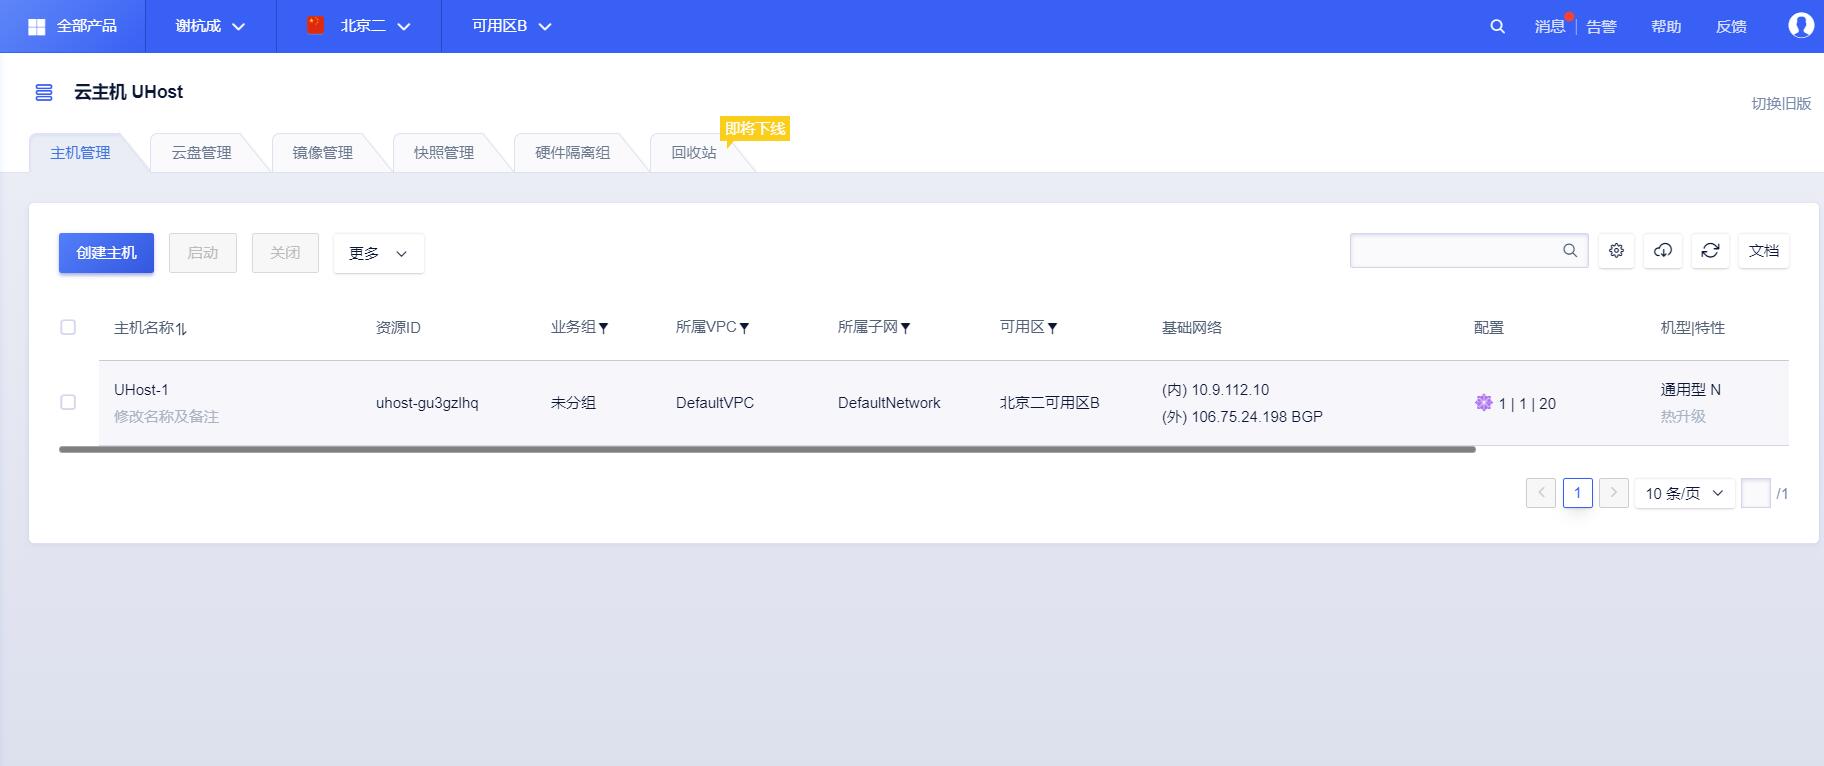 全部产品 谢杭成 北京二 可用区B 消息 告警 帮助 反馈
云主机 UHost
切换旧版
即将下线
主机管理 云盘管理 镜像管理 快照管理 硬件隔离组 回收站
创建主机 启动 关闭 更多 文档
主机名称 资源ID 业务组 所属VPC 所属子网 可用区 基础网络 配置 机型|特性
UHost-1 (内) 10.9.112.10 通用型 N
uhost-gu3gzlhq 未分组 DefaultVPC DefaultNetwork 北京二可用区B 1 | 1 | 20
修改名称及备注 (外) 106.75.24.198 BGP 热升级
1 10 条/页 /1